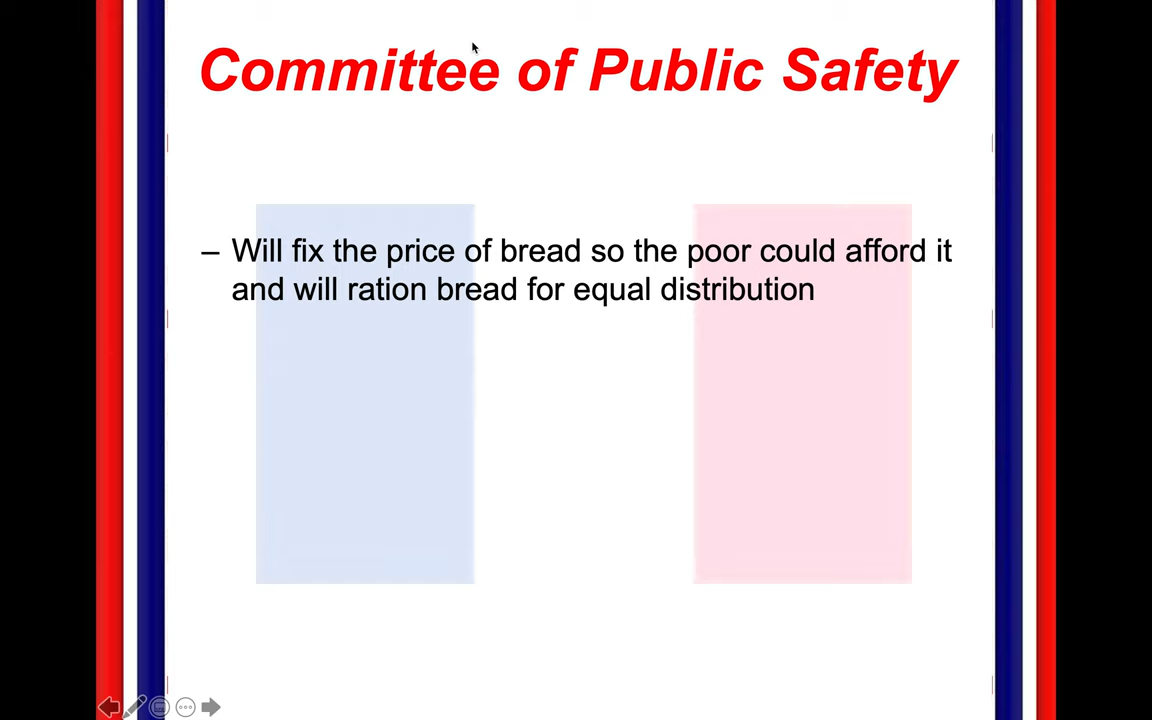 Committee of Public Safety
– Will fix the price of bread so the poor could afford it
and will ration bread for equal distribution